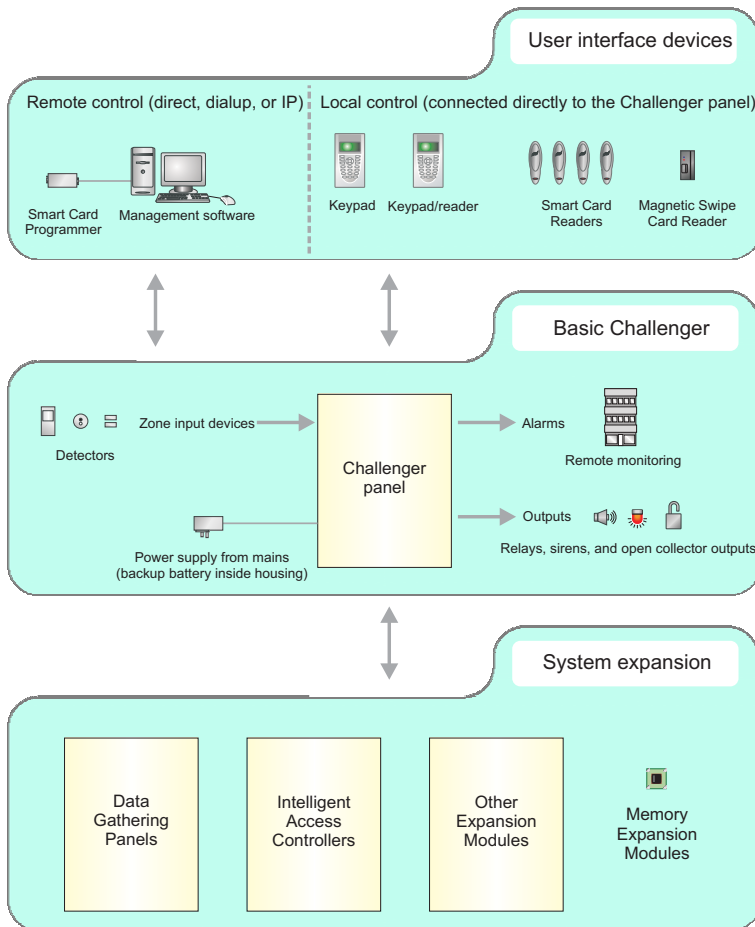 User interface devices
Remote control (direct, dialup, or IP)
Local control (connected directly to the Challenger panel)
Smart Card
Programmer
Management software
Keypad
Keypad/reader
Smart Card
Readers
Magnetic Swipe
Card Reader
Basic Challenger
Detectors
Zone input devices
Challenger
panel
Alarms
Remote monitoring
Outputs
Relays, sirens, and open collector outputs
Power supply from mains
(backup battery inside housing)
System expansion
Data
Gathering
Panels
Intelligent
Access
Controllers
Other
Expansion
Modules
Memory
Expansion
Modules